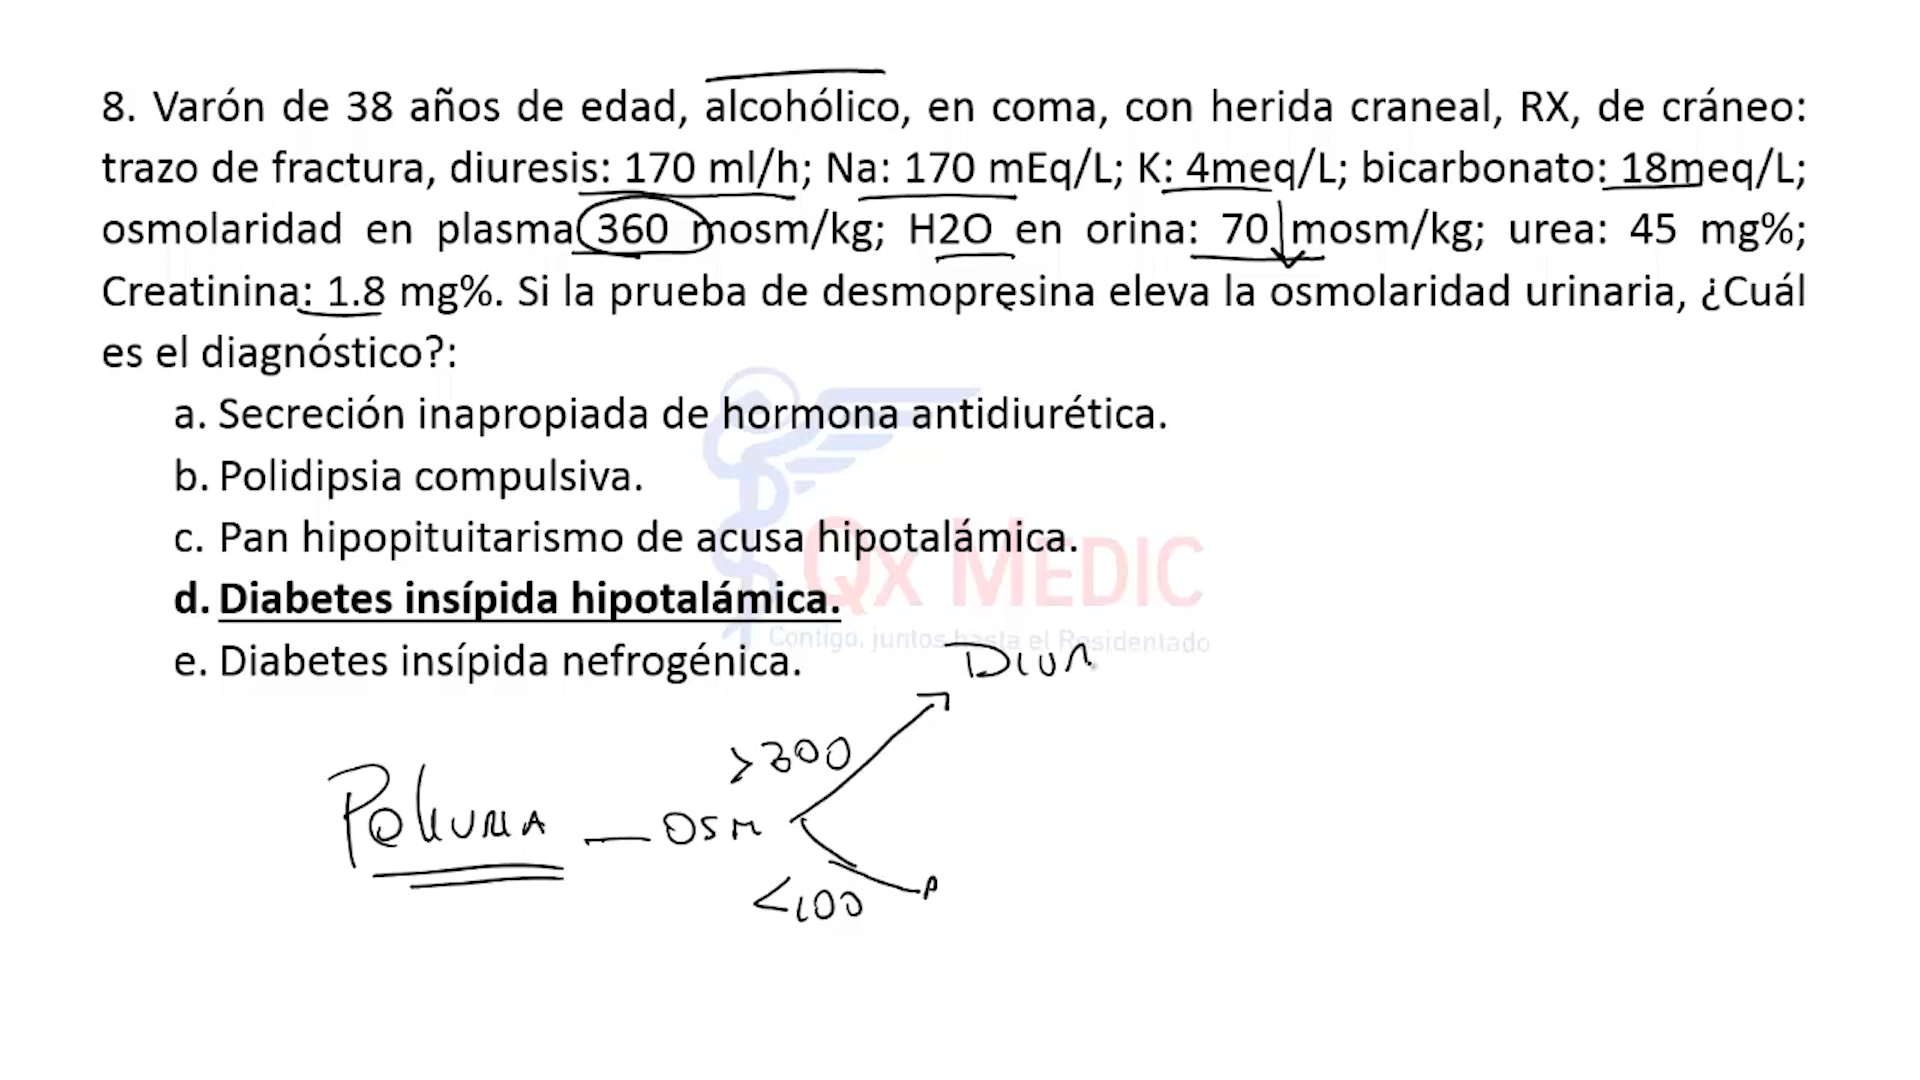 8. Varón de 38 años de edad, alcohólico, en coma, con herida craneal, RX, de cráneo:
trazo de fractura, diuresis: 170 ml/h; Na: 170 mEq/L; K: 4meq/L; bicarbonato: 18meq/L;
osmolaridad en plasma 360 mosm/kg; H2O en orina: 70 mosm/kg; urea: 45 mg%;
Creatinina: 1.8 mg%. Si la prueba de desmopresina eleva la osmolaridad urinaria, ¿Cuál
es el diagnóstico?:
a. Secreción inapropiada de hormona antidiurética.
b. Polidipsia compulsiva.
c. Pan hipopituitarismo de acusa hipotalámica.
d. Diabetes insípida hipotalámica.
e. Diabetes insípida nefrogénica.
QX MEDIC
Contigo, juntos hasta el Residentado
DIUR
>300
POLIURIA — OSM
<100